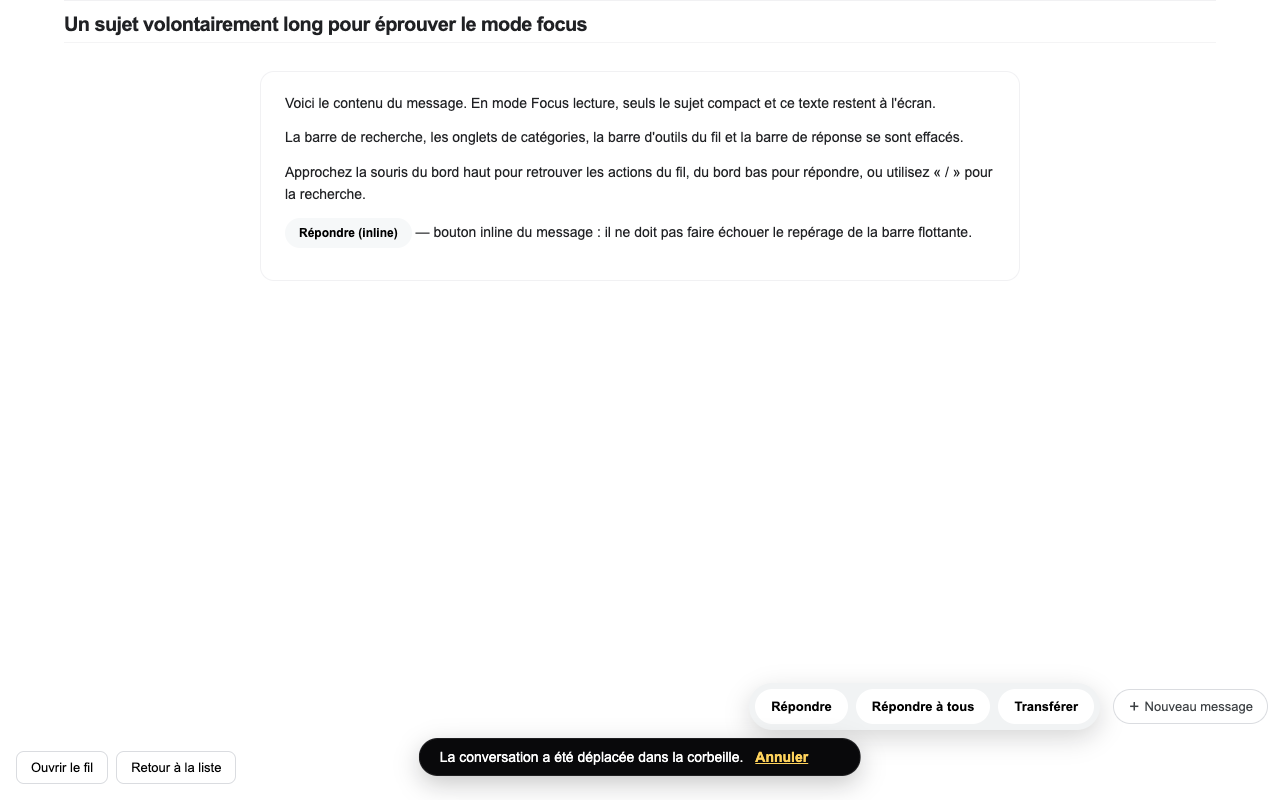 Un sujet volontairement long pour éprouver le mode focus
Voici le contenu du message. En mode Focus lecture, seuls le sujet compact et ce texte restent à l'écran.
La barre de recherche, les onglets de catégories, la barre d'outils du fil et la barre de réponse se sont effacés.
Approchez la souris du bord haut pour retrouver les actions du fil, du bord bas pour répondre, ou utilisez « / » pour
la recherche.
Répondre (inline) — bouton inline du message : il ne doit pas faire échouer le repérage de la barre flottante.
Répondre Répondre à tous Transférer + Nouveau message
La conversation a été déplacée dans la corbeille. Annuler
Ouvrir le fil Retour à la liste